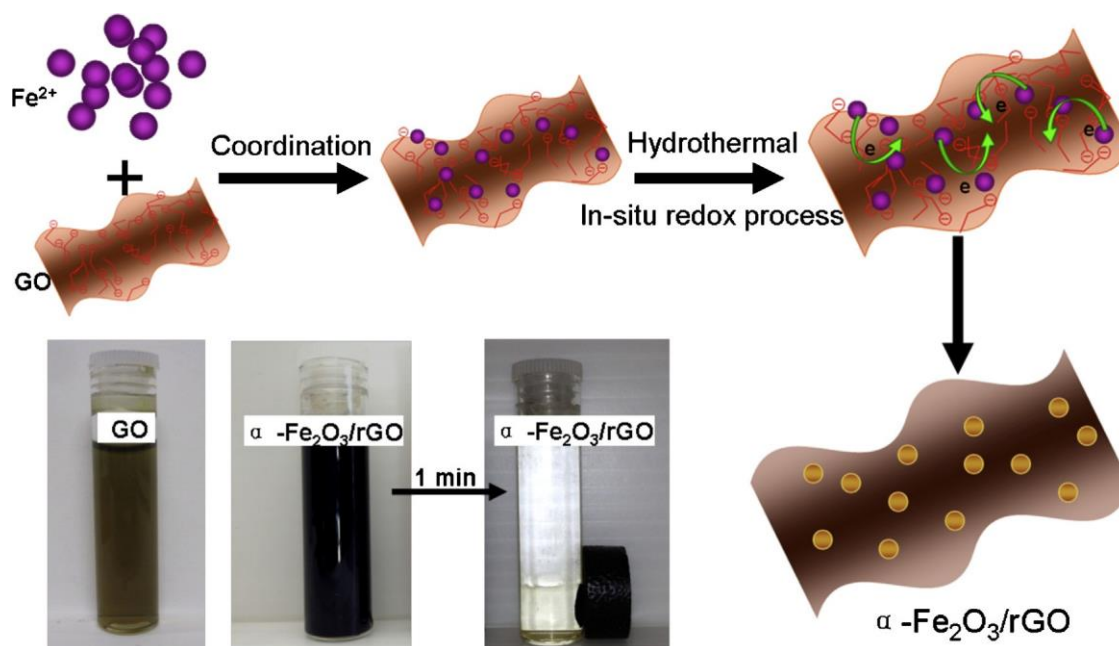 Fe²⁺
+
GO
Coordination
Hydrothermal
In-situ redox process
e
e
e
e
GO
α -Fe₂O₃/rGO
1 min
α -Fe₂O₃/rGO
α -Fe₂O₃/rGO